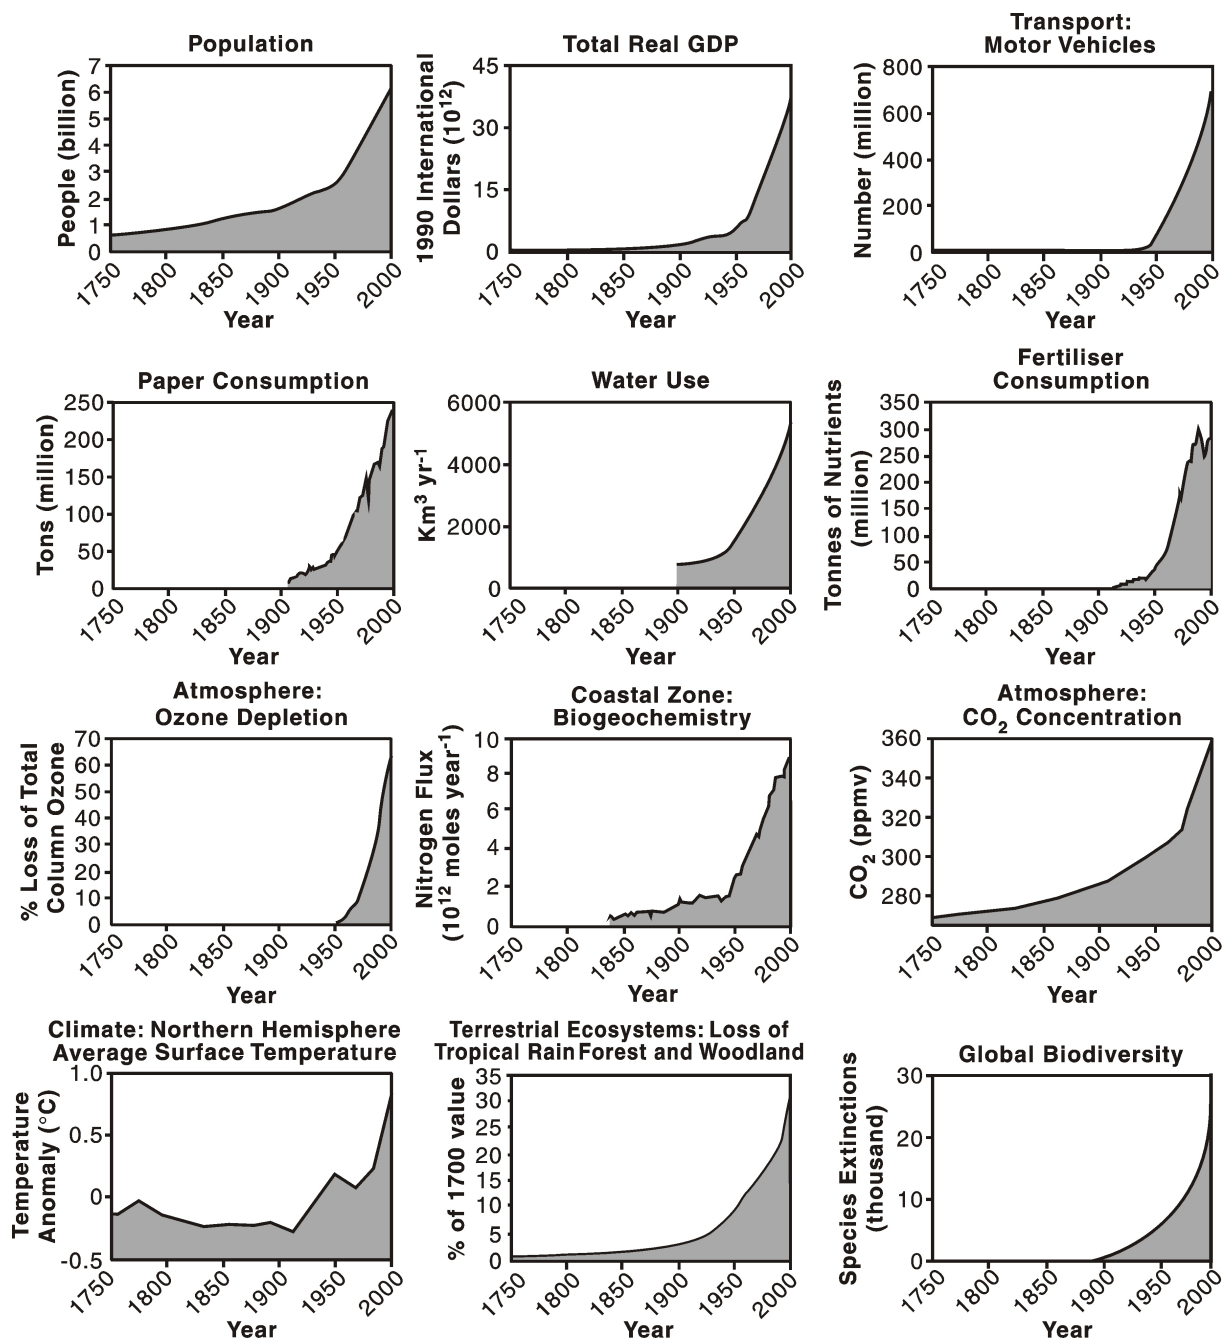 Population
People (billion)
7
6
5
4
3
2
1
0
1750
1800
1850
1900
1950
2000
Year
Total Real GDP
1990 International
Dollars (10¹²)
45
30
15
0
1750
1800
1850
1900
1950
2000
Year
Transport:
Motor Vehicles
Number (million)
800
600
400
200
0
1750
1800
1850
1900
1950
2000
Year
Paper Consumption
Tons (million)
250
200
150
100
50
0
1750
1800
1850
1900
1950
2000
Year
Water Use
Km³ yr⁻¹
6000
4000
2000
0
1750
1800
1850
1900
1950
2000
Year
Fertiliser
Consumption
Tonnes of Nutrients
(million)
350
300
250
200
150
100
50
0
1750
1800
1850
1900
1950
2000
Year
Atmosphere:
Ozone Depletion
% Loss of Total
Column Ozone
70
60
50
40
30
20
10
0
1750
1800
1850
1900
1950
2000
Year
Coastal Zone:
Biogeochemistry
Nitrogen Flux
(10¹² moles year⁻¹)
10
8
6
4
2
0
1750
1800
1850
1900
1950
2000
Year
Atmosphere:
CO₂ Concentration
CO₂ (ppmv)
360
340
320
300
280
1750
1800
1850
1900
1950
2000
Year
Climate: Northern Hemisphere
Average Surface Temperature
Temperature
Anomaly (°C)
1.0
0.5
0
-0.5
1750
1800
1850
1900
1950
2000
Year
Terrestrial Ecosystems: Loss of
Tropical Rain Forest and Woodland
% of 1700 value
35
30
25
20
15
10
5
0
1750
1800
1850
1900
1950
2000
Year
Global Biodiversity
Species Extinctions
(thousand)
30
20
10
0
1750
1800
1850
1900
1950
2000
Year